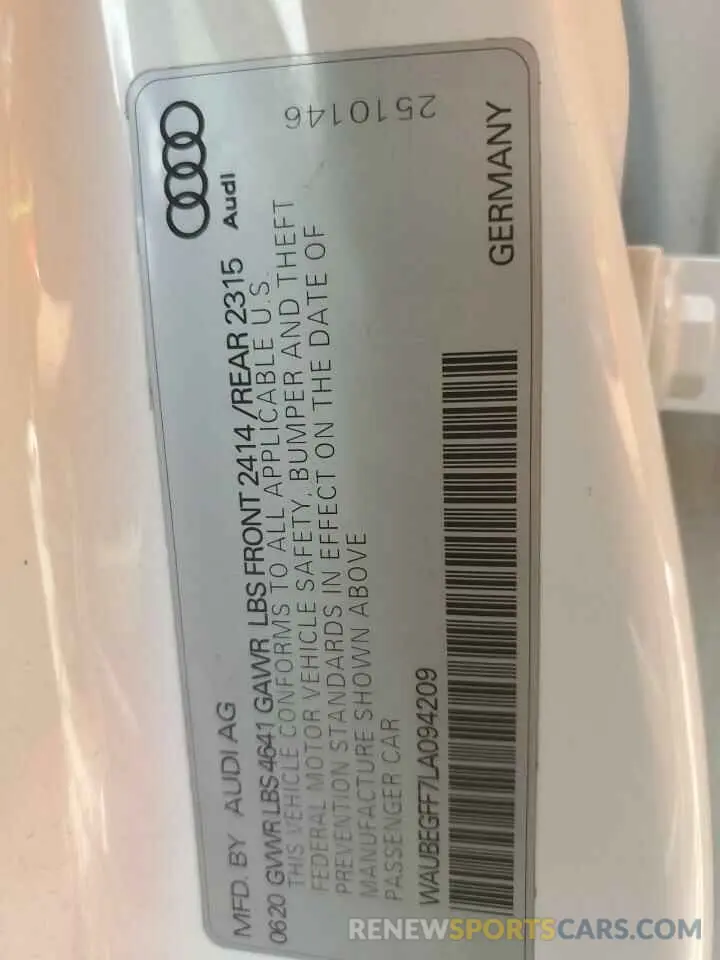 MFD. BY AUDI AG
Audi
0620 GVWR LBS 4641 GAWR LBS FRONT 2414 /REAR 2315
THIS VEHICLE CONFORMS TO ALL APPLICABLE U.S.
FEDERAL MOTOR VEHICLE SAFETY, BUMPER AND THEFT
PREVENTION STANDARDS IN EFFECT ON THE DATE OF
MANUFACTURE SHOWN ABOVE
PASSENGER CAR
WAUBEGFF7LA094209
GERMANY
2510146
RENEWSPORTSCARS.COM